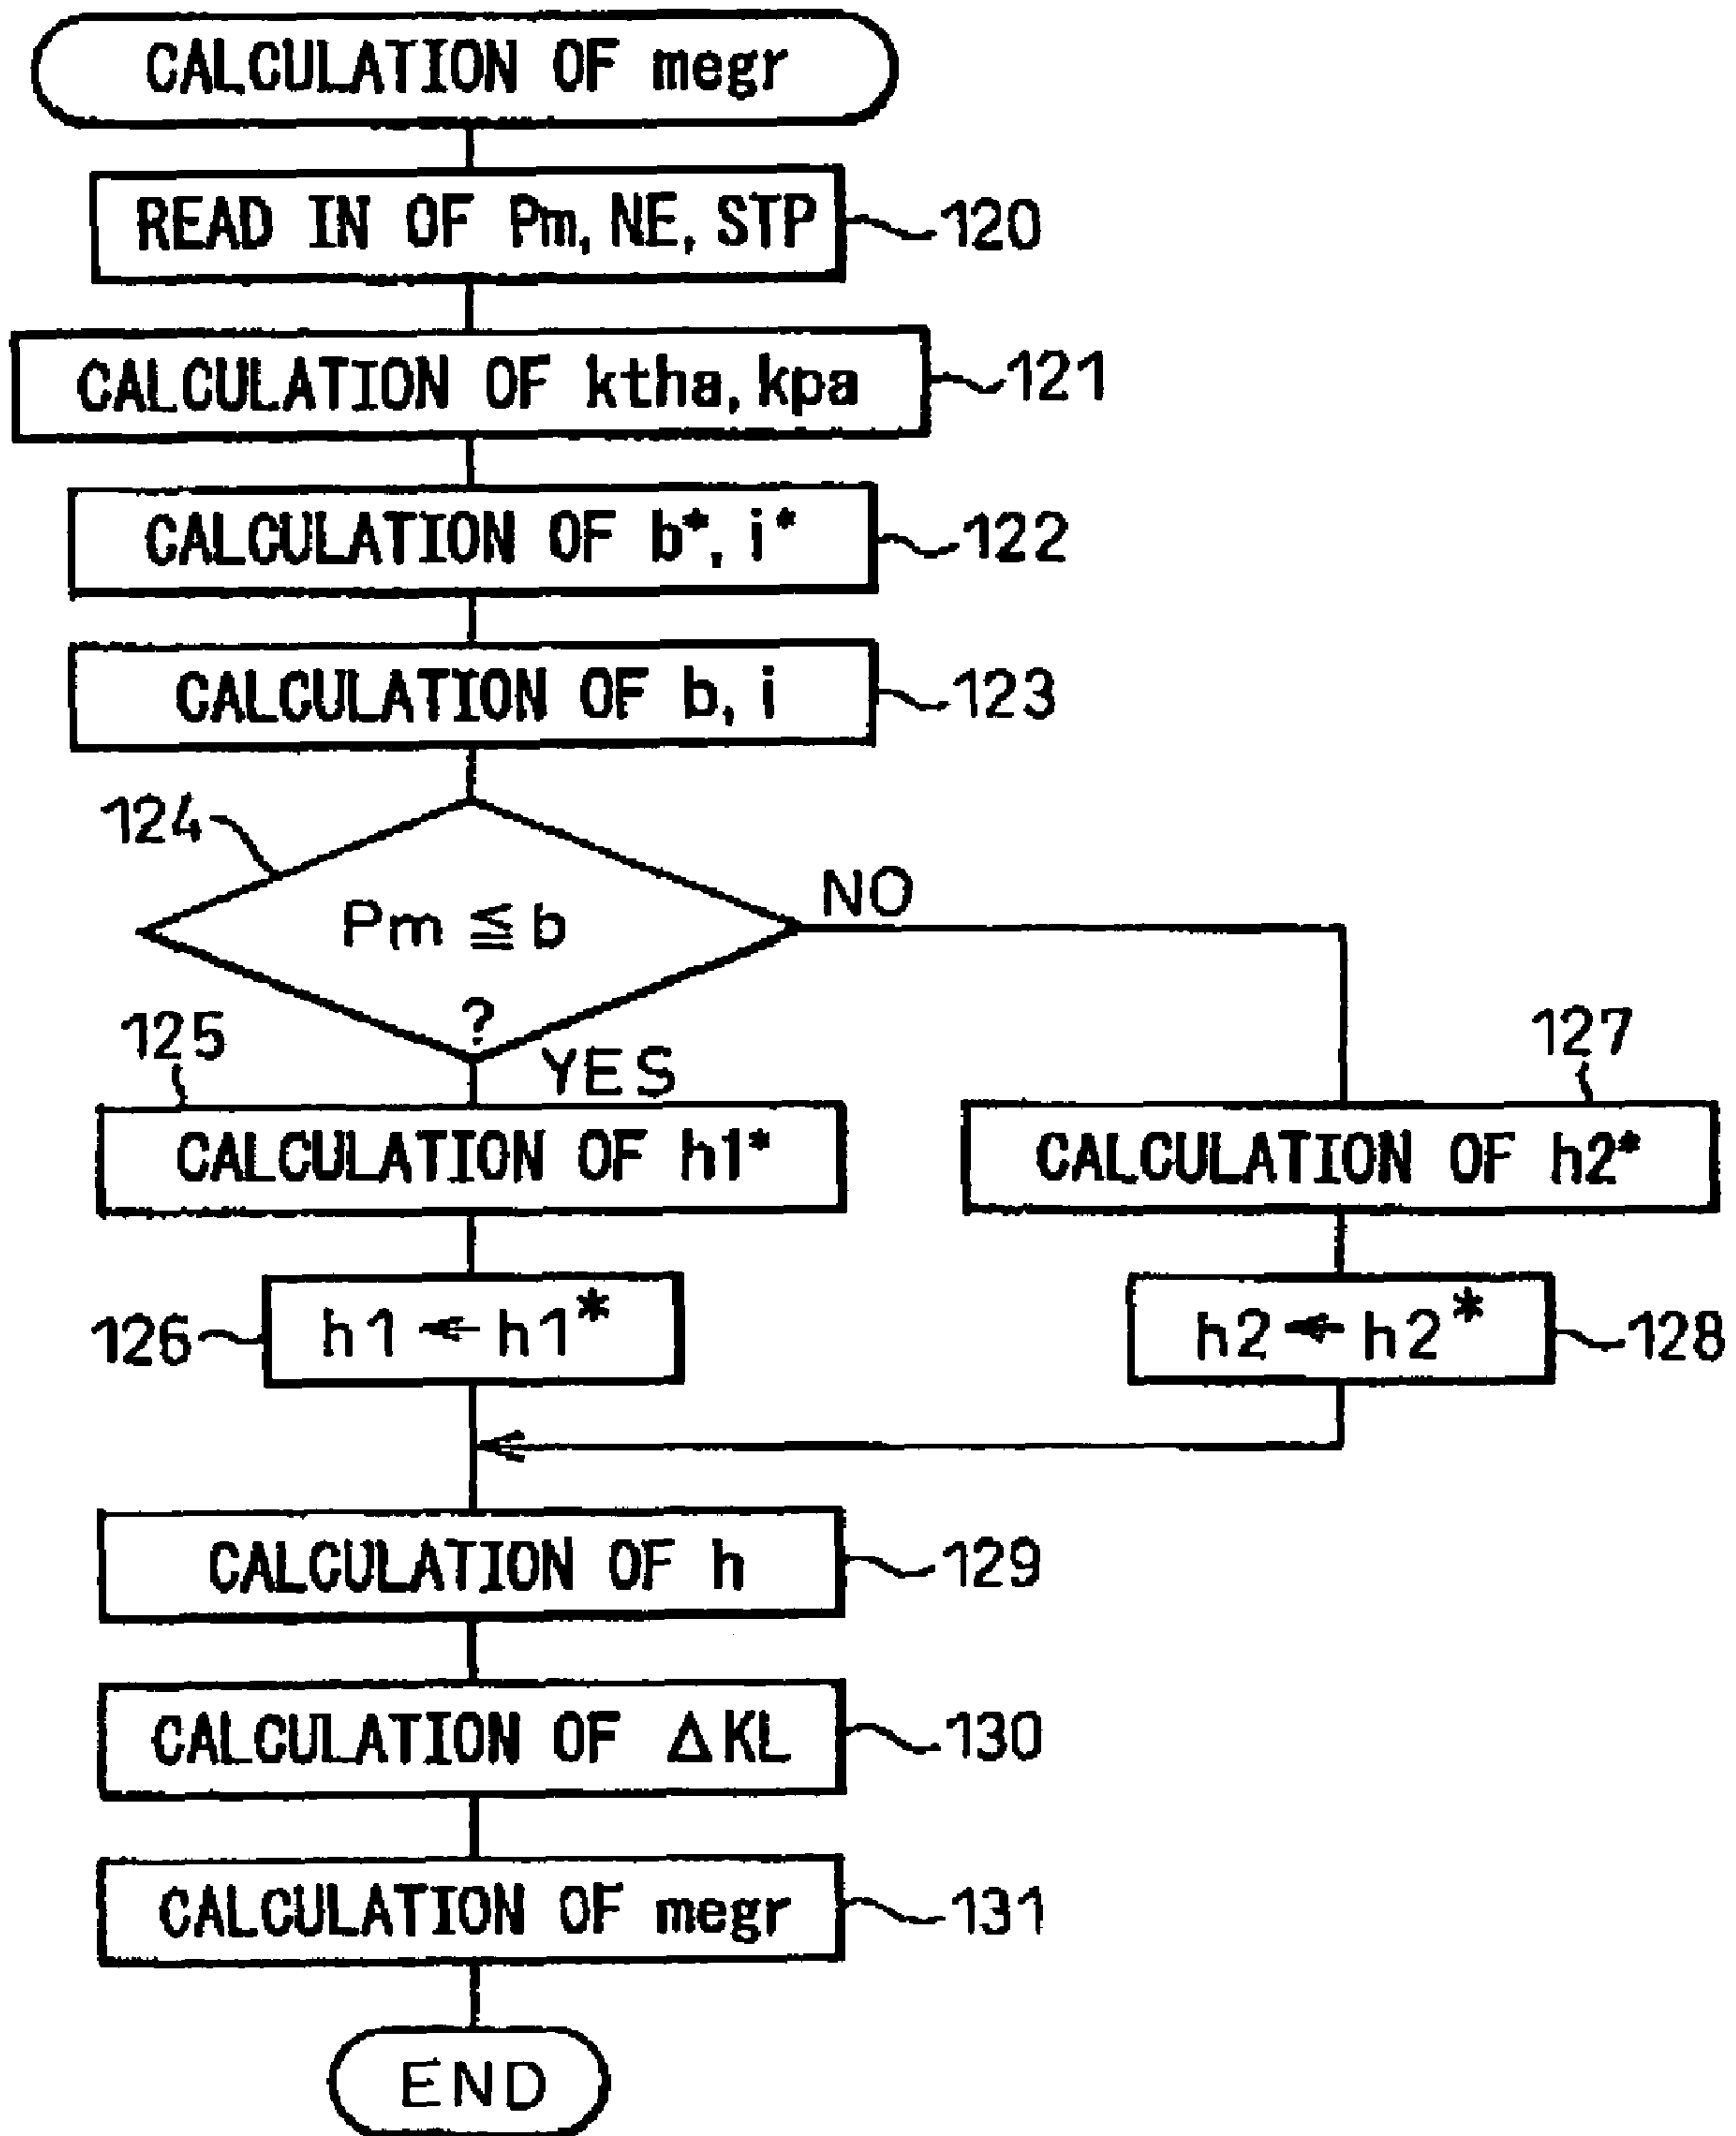 CALCULATION OF megr
READ IN OF Pm, NE, STP
120
CALCULATION OF ktha, kpa
121
CALCULATION OF b*, i*
122
CALCULATION OF b, i
123
124
Pm ≦ b
?
NO
YES
125
CALCULATION OF h1*
127
CALCULATION OF h2*
126
h1 ← h1*
h2 ← h2*
128
CALCULATION OF h
129
CALCULATION OF ΔKL
130
CALCULATION OF megr
131
END